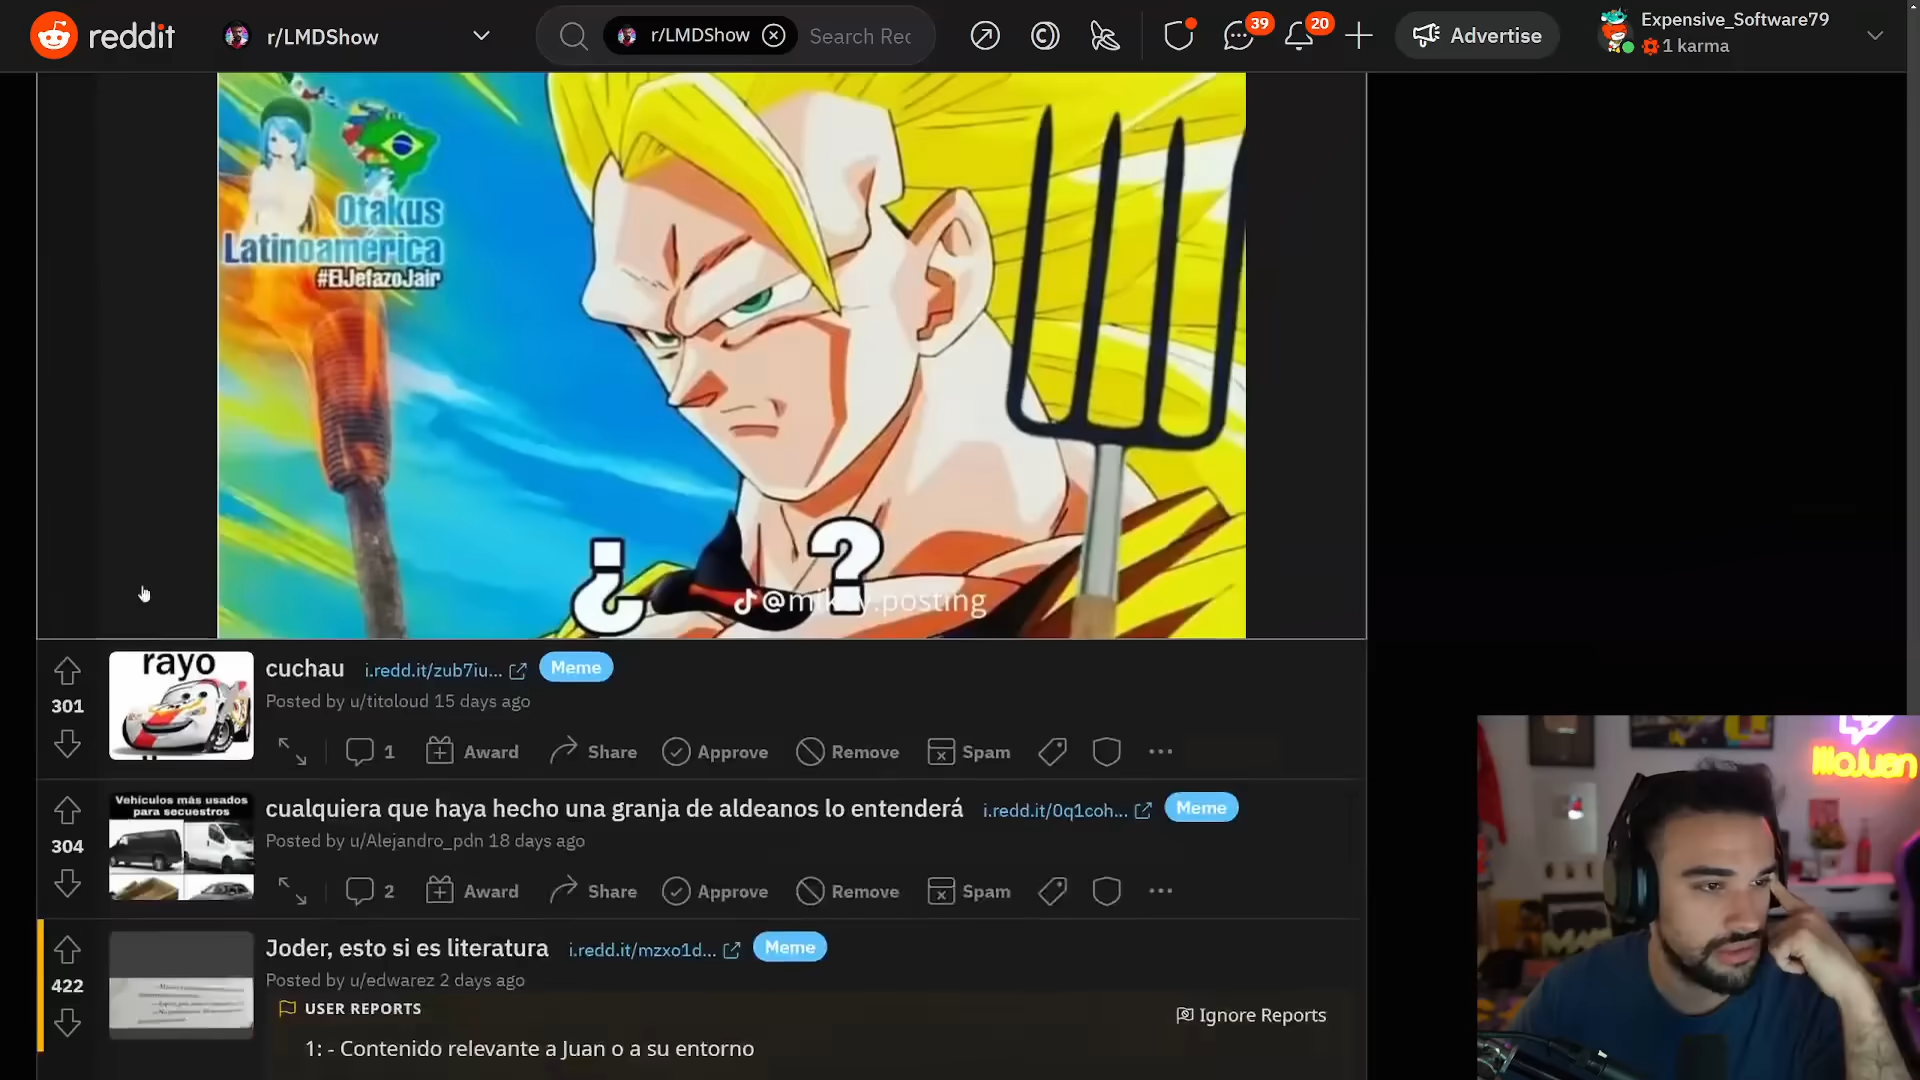 reddit
r/LMDShow
r/LMDShow
Search Rec
39
20
Advertise
Expensive_Software79
1 karma
Otakus
Latinoamérica
#ElJefazoJair
¿ ?
.posting
301
rayo
cuchau
i.redd.it/zub7iu...
Meme
Posted by u/titoloud 15 days ago
1
Award
Share
Approve
Remove
Spam
304
Vehículos más usados
para secuestros
cualquiera que haya hecho una granja de aldeanos lo entenderá
i.redd.it/0q1coh...
Meme
Posted by u/Alejandro_pdn 18 days ago
2
Award
Share
Approve
Remove
Spam
422
Joder, esto si es literatura
i.redd.it/mzxo1d...
Meme
Posted by u/edwarez 2 days ago
USER REPORTS
Ignore Reports
1: - Contenido relevante a Juan o a su entorno